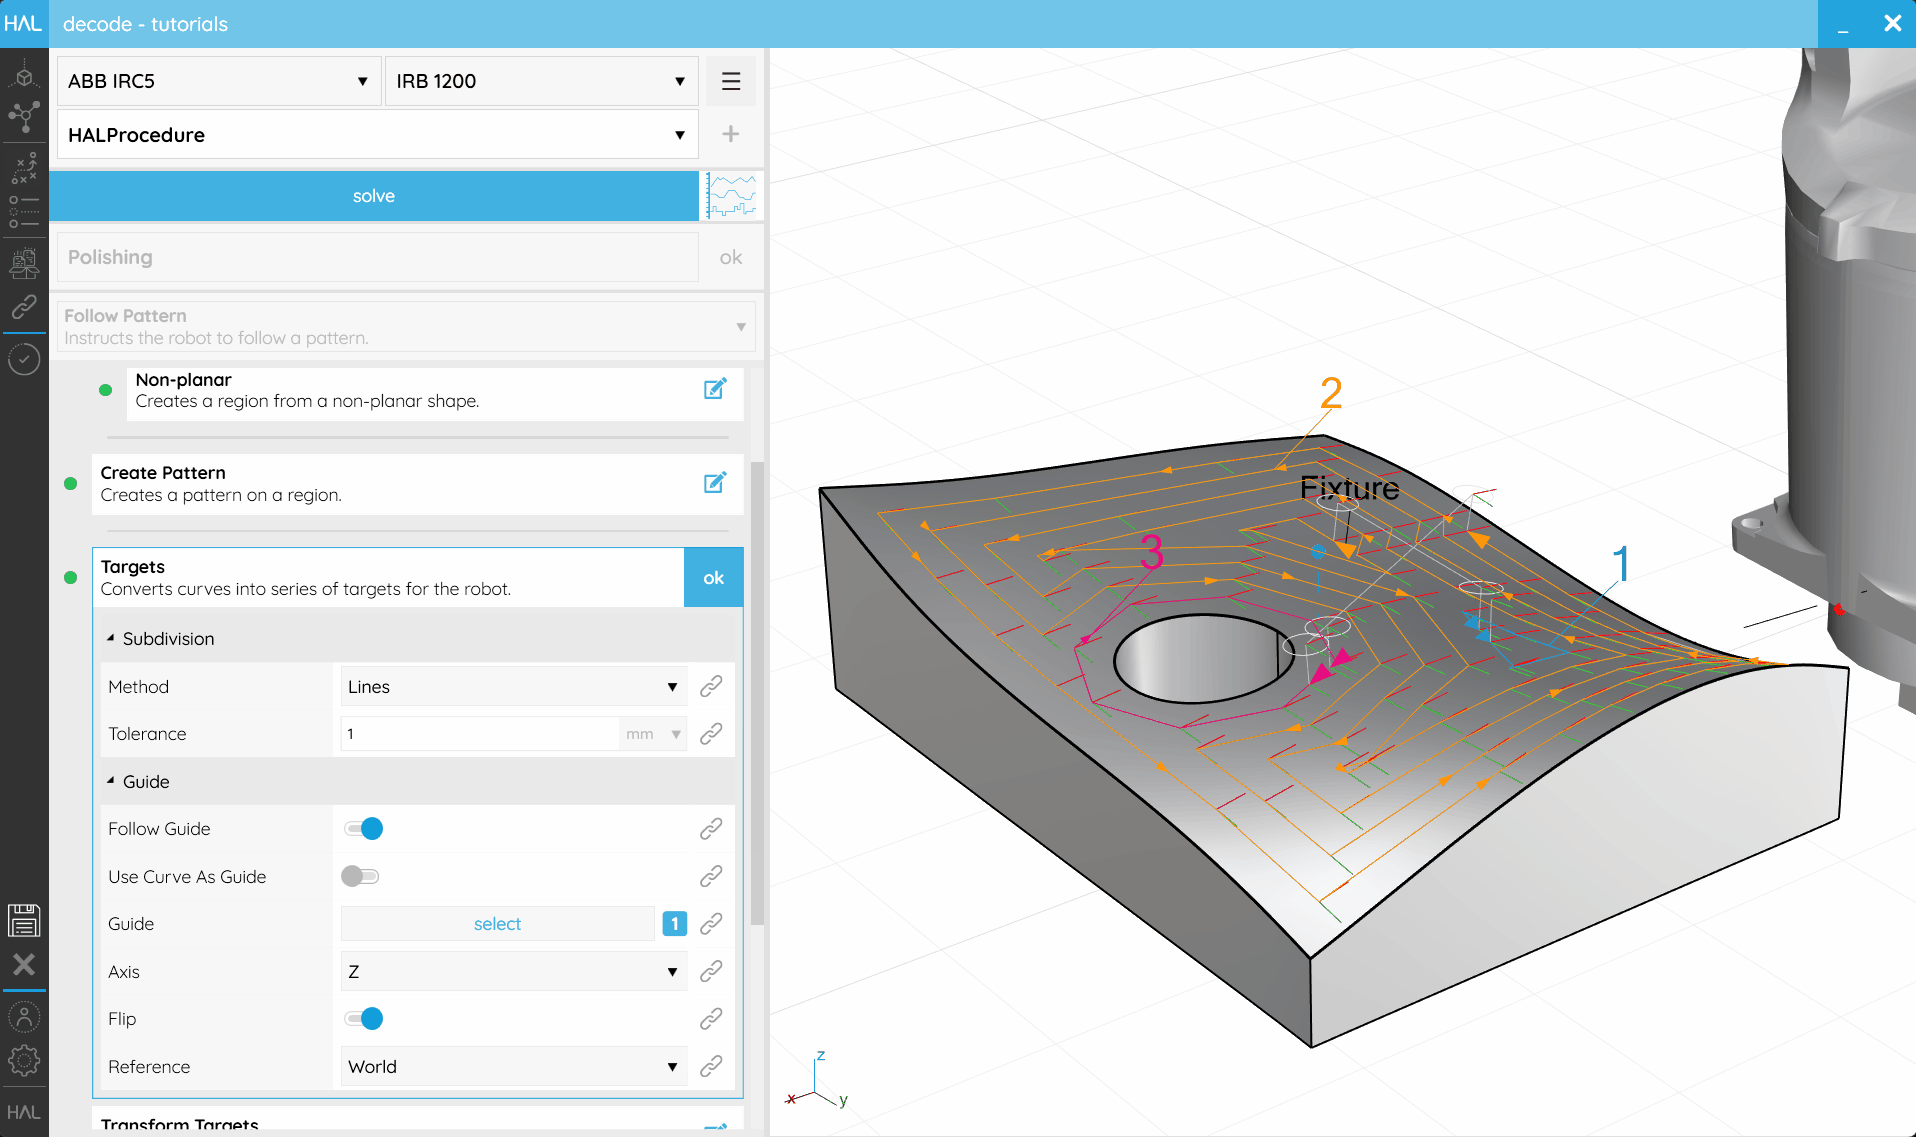 HAL decode - tutorials
ABB IRC5 IRB 1200
HALProcedure
solve
Polishing ok
Follow Pattern
Instructs the robot to follow a pattern.
Non-planar
Creates a region from a non-planar shape.
Create Pattern
Creates a pattern on a region.
Targets
Converts curves into series of targets for the robot.
ok
Subdivision
Method Lines
Tolerance 1 mm
Guide
Follow Guide
Use Curve As Guide
Guide select 1
Axis Z
Flip
Reference World
Transform Targets
HAL
2
Fixture
3
1
z
x
y